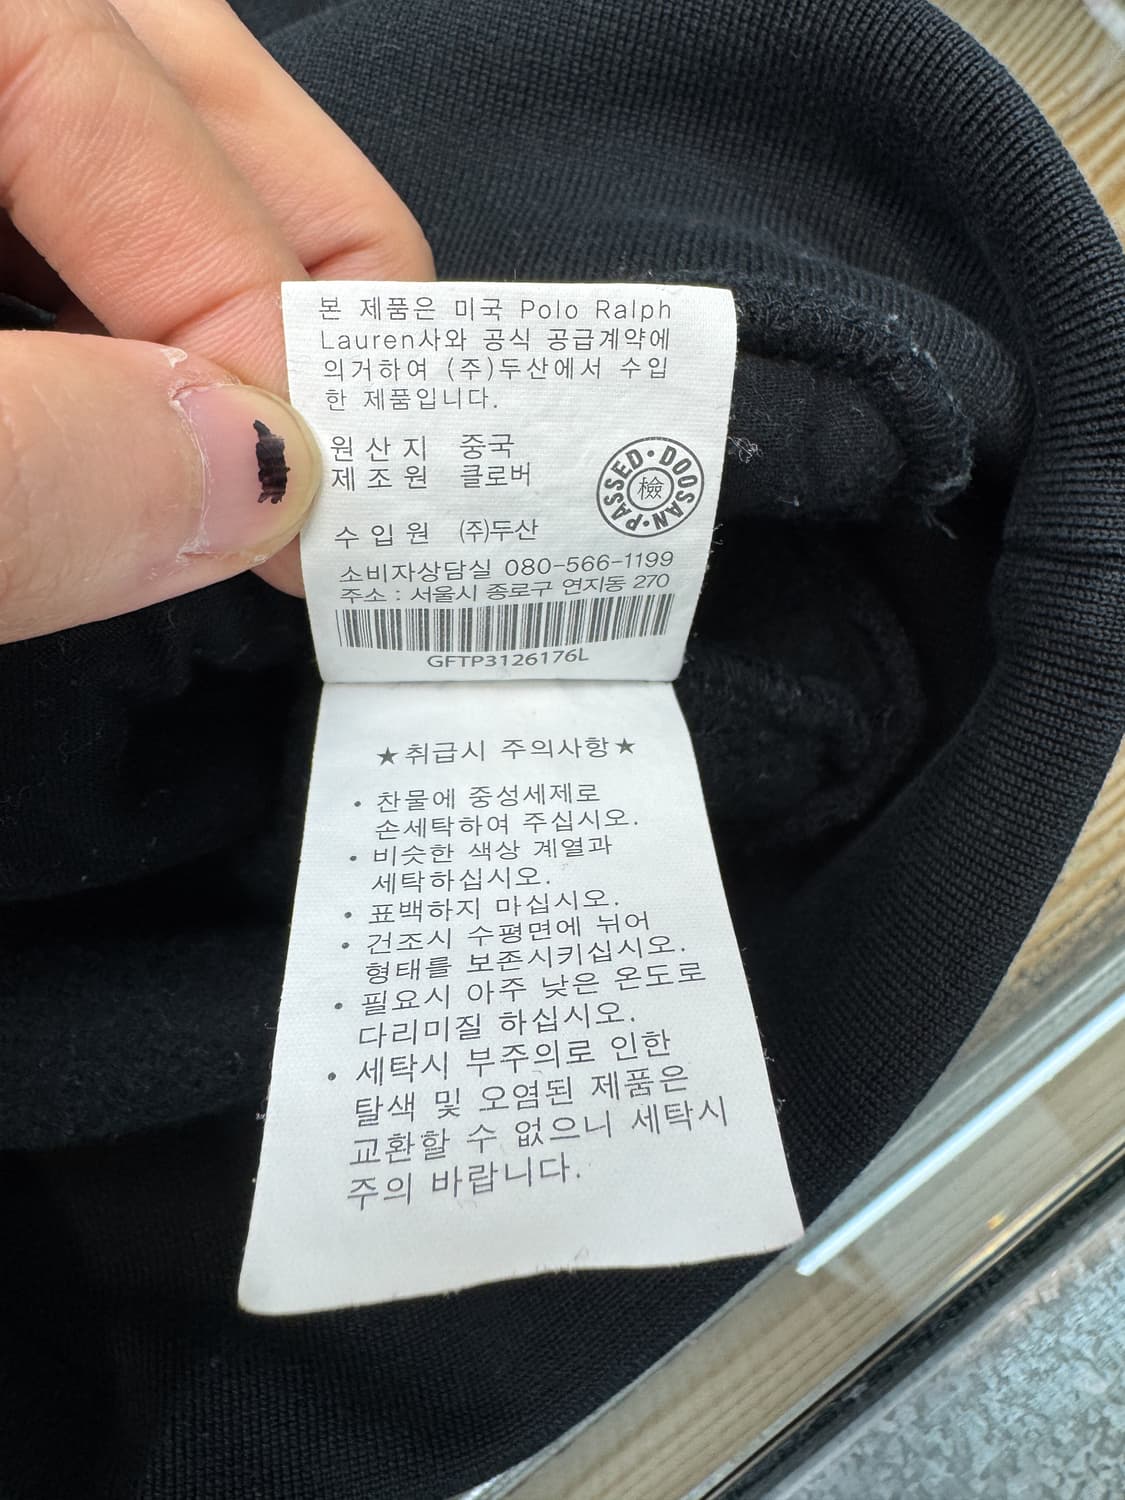 본 제품은 미국 Polo Ralph
Lauren사와 공식 공급계약에
의거하여 (주)두산에서 수입
한 제품입니다.
원산지 중국
제조원 클로버
PASSED·DOOSAN·
檢
수입원 ㈜두산
소비자상담실 080-566-1199
주소 : 서울시 종로구 연지동 270
GFTP3126176L
★취급시 주의사항★
• 찬물에 중성세제로
손세탁하여 주십시오.
• 비슷한 색상 계열과
세탁하십시오.
• 표백하지 마십시오.
• 건조시 수평면에 뉘어
형태를 보존시키십시오.
• 필요시 아주 낮은 온도로
다리미질 하십시오.
• 세탁시 부주의로 인한
탈색 및 오염된 제품은
교환할 수 없으니 세탁시
주의 바랍니다.